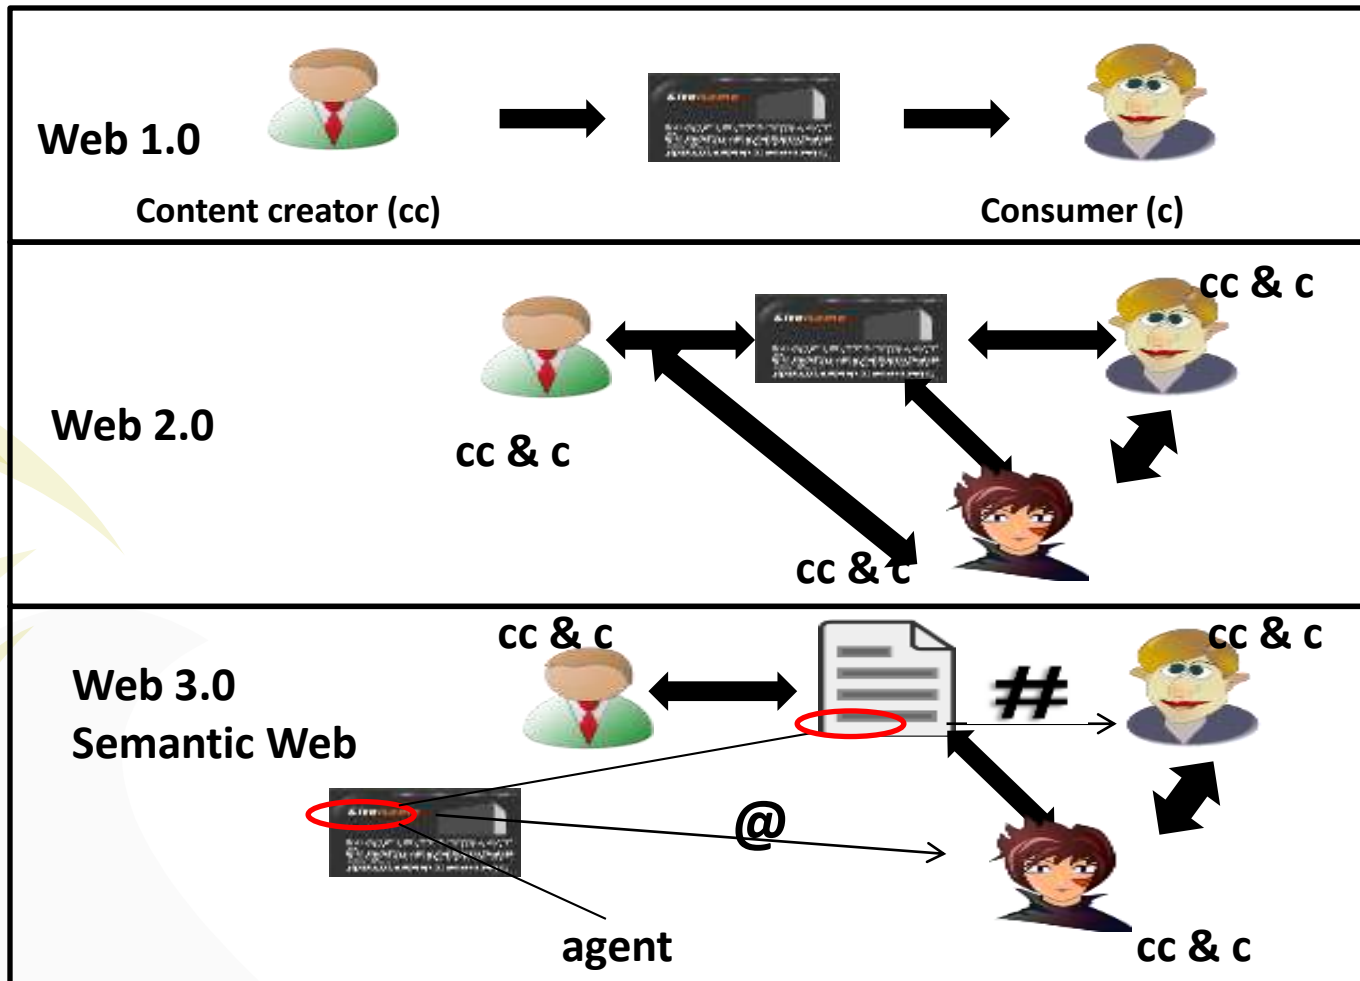 Web 1.0
Content creator (cc)
Consumer (c)
cc & c
Web 2.0
cc & c
cc & c
cc & c
cc & c
Web 3.0
Semantic Web
#
@
agent
cc & c